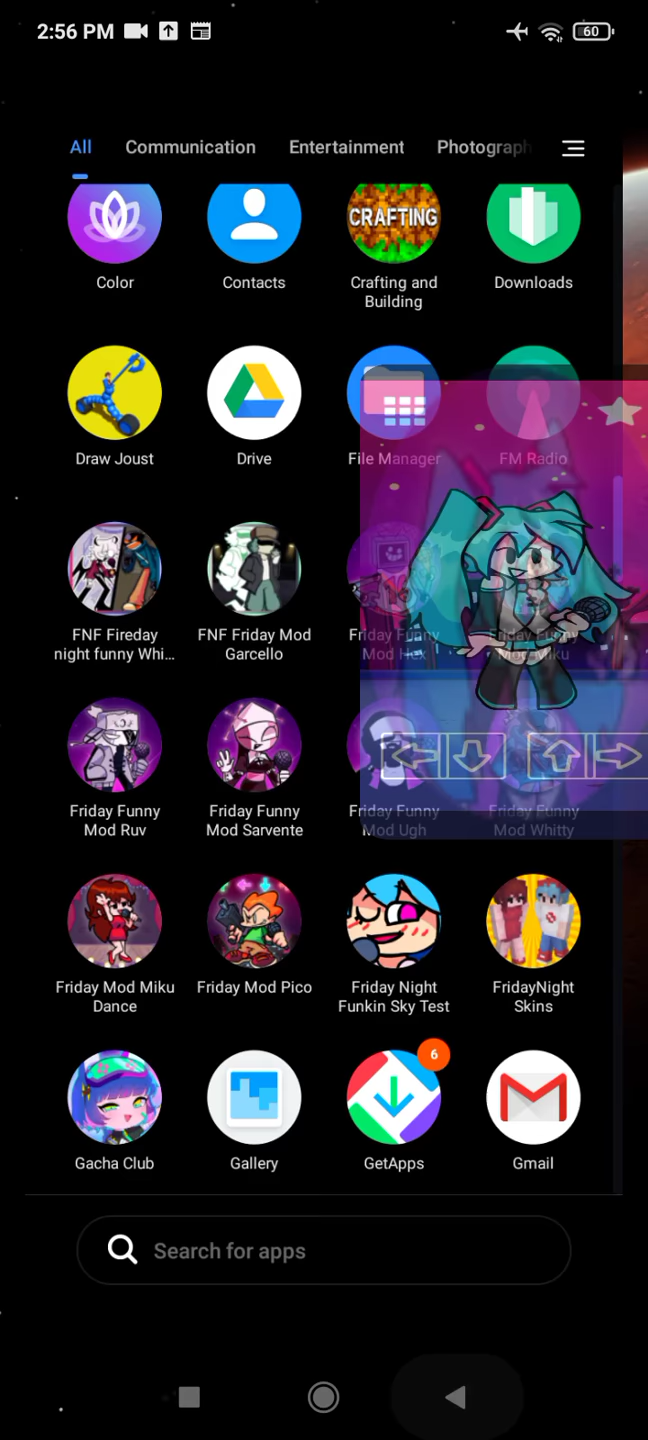 2:56 PM
60
All Communication Entertainment Photograph
CRAFTING
Color Contacts Crafting and Downloads
Building
Draw Joust Drive File Manager FM Radio
FNF Fireday FNF Friday Mod Friday Funny Friday Funny
night funny Whi... Garcello Mod Hex Mod Miku
Friday Funny Friday Funny Friday Funny Friday Funny
Mod Ruv Mod Sarvente Mod Ugh Mod Whitty
Friday Mod Miku Friday Mod Pico Friday Night FridayNight
Dance Funkin Sky Test Skins
6
Gacha Club Gallery GetApps Gmail
Search for apps